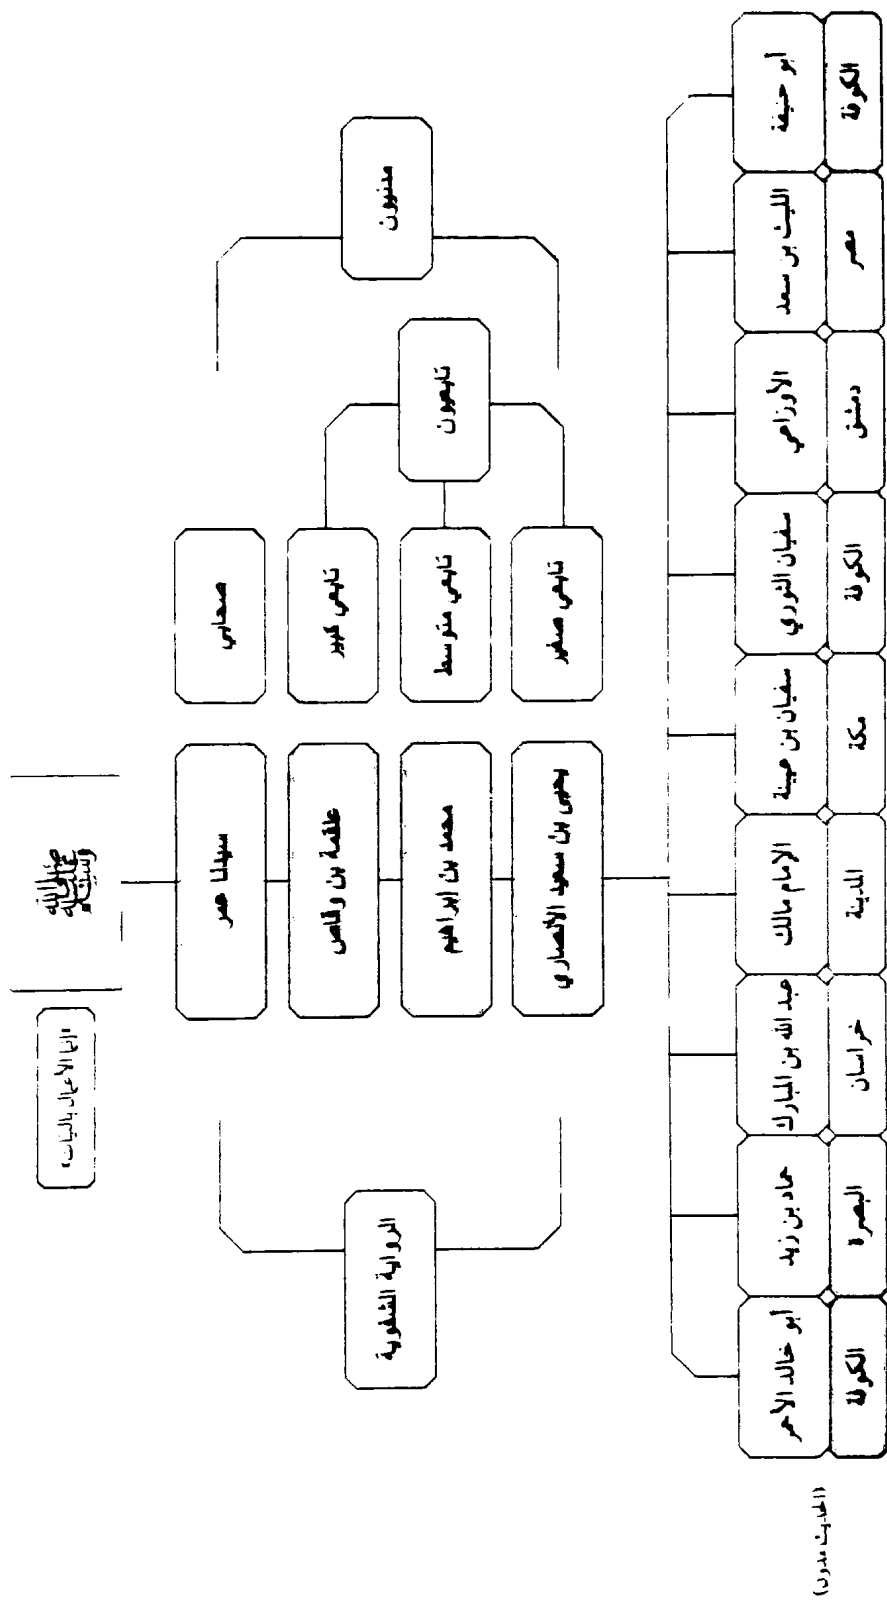 ﷺ
«إنما الأعمال بالنيات»
سيدنا عمر
صحابي
علقمة بن وقاص
تابعي كبير
محمد بن إبراهيم
تابعي متوسط
يحيى بن سعيد الأنصاري
تابعي صغير
تابعيون
مدنيون
الرواية الشفوية
أبو حنيفة
الليث بن سعد
الأوزاعي
سفيان الثوري
سفيان بن عيينة
الإمام مالك
عبد الله بن المبارك
حماد بن زيد
أبو خالد الأحمر
الكوفة
مصر
دمشق
الكوفة
مكة
المدينة
خراسان
البصرة
الكوفة
(الحديث مدون)